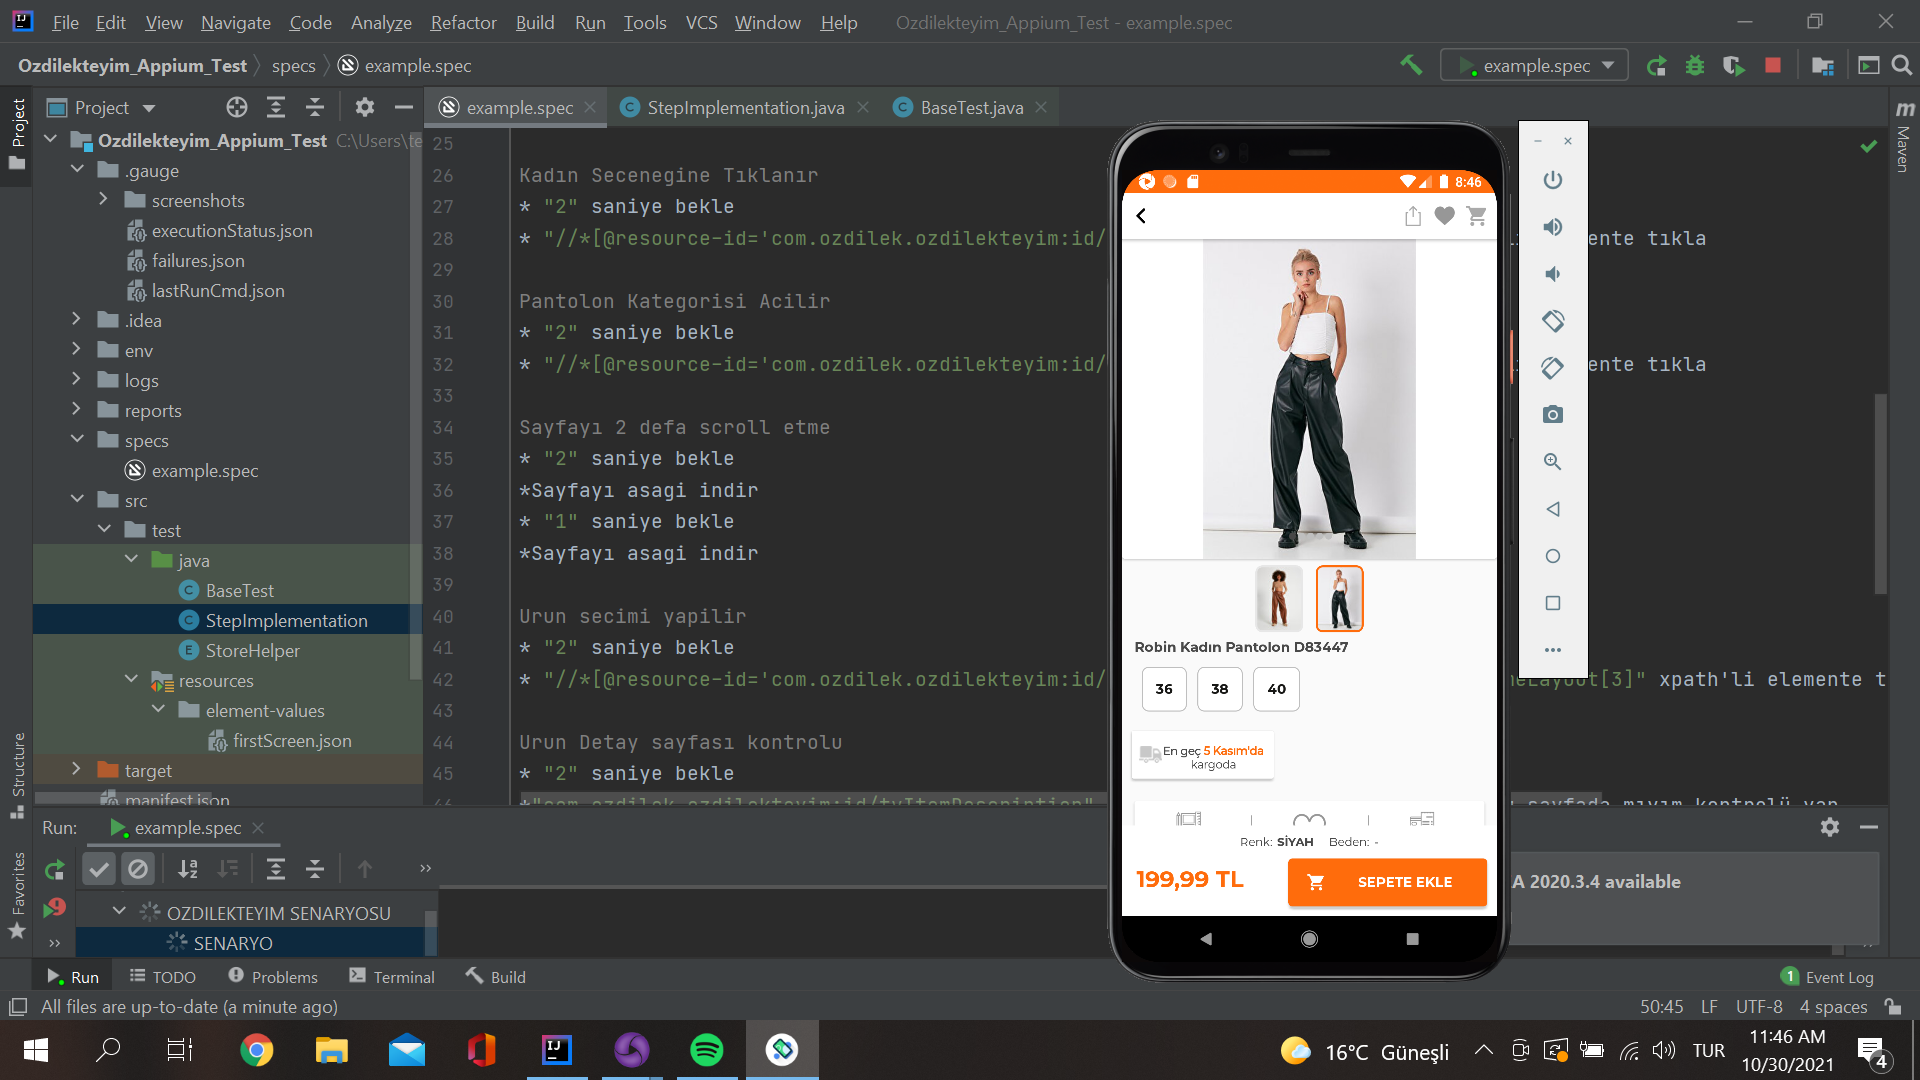 File Edit View Navigate Code Analyze Refactor Build Run Tools VCS Window Help Ozdilekteyim_Appium_Test - example.spec
Ozdilekteyim_Appium_Test specs example.spec example.spec
Project
example.spec StepImplementation.java BaseTest.java
Project
Maven
Structure
Favorites
Ozdilekteyim_Appium_Test C:\Users\te
.gauge
screenshots
executionStatus.json
failures.json
lastRunCmd.json
.idea
env
logs
reports
specs
example.spec
src
test
java
BaseTest
StepImplementation
StoreHelper
resources
element-values
firstScreen.json
target
manifest.json
25
26 Kadın Secenegine Tıklanır
27 * "2" saniye bekle
28 * "//*[@resource-id='com.ozdilek.ozdilekteyim:id/ ente tıkla
29
30 Pantolon Kategorisi Acilir
31 * "2" saniye bekle
32 * "//*[@resource-id='com.ozdilek.ozdilekteyim:id/ ente tıkla
33
34 Sayfayı 2 defa scroll etme
35 * "2" saniye bekle
36 *Sayfayı asagi indir
37 * "1" saniye bekle
38 *Sayfayı asagi indir
39
40 Urun secimi yapilir
41 * "2" saniye bekle
42 * "//*[@resource-id='com.ozdilek.ozdilekteyim:id/ meLayout[3]" xpath'li elemente t
43
44 Urun Detay sayfası kontrolu
45 * "2" saniye bekle
46 *"com.ozdilek.ozdilekteyim:id/tvItemDescription" sayfada mıyım kontrolü yap
8:46
Robin Kadın Pantolon D83447
36 38 40
En geç 5 Kasım'da
kargoda
Renk: SİYAH Beden: -
199,99 TL SEPETE EKLE
Run: example.spec
OZDILEKTEYIM SENARYOSU
SENARYO
A 2020.3.4 available
Run TODO Problems Terminal Build 1 Event Log
All files are up-to-date (a minute ago) 50:45 LF UTF-8 4 spaces
16°C Güneşli TUR 11:46 AM
10/30/2021
4